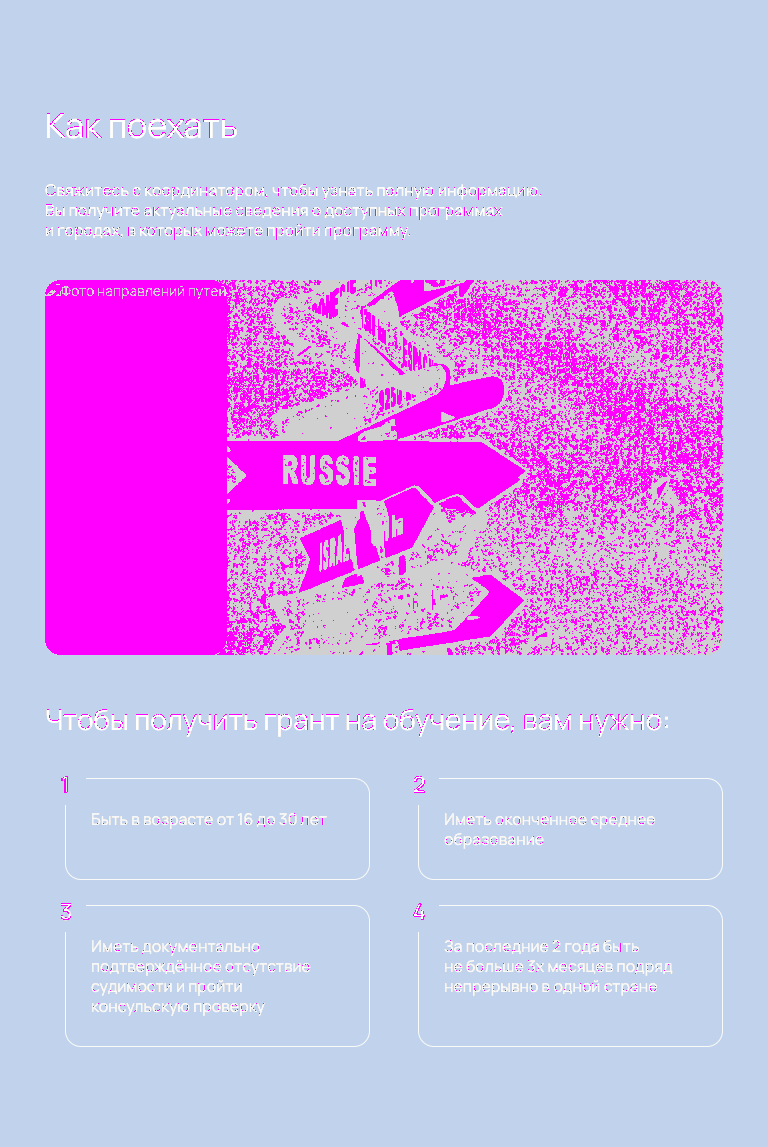 Как поехать
Свяжитесь с координатором, чтобы узнать полную информацию.
Вы получите актуальные сведения о доступных программах
и городах, в которых можете пройти программу.
Фото направлений путей
RUSSIE
ISRAË
Чтобы получить грант на обучение, вам нужно:
1
Быть в возрасте от 16 до 30 лет
2
Иметь оконченное среднее
образование
3
Иметь документально
подтверждённое отсутствие
судимости и пройти
консульскую проверку
4
За последние 2 года быть
не больше 3х месяцев подряд
непрерывно в одной стране